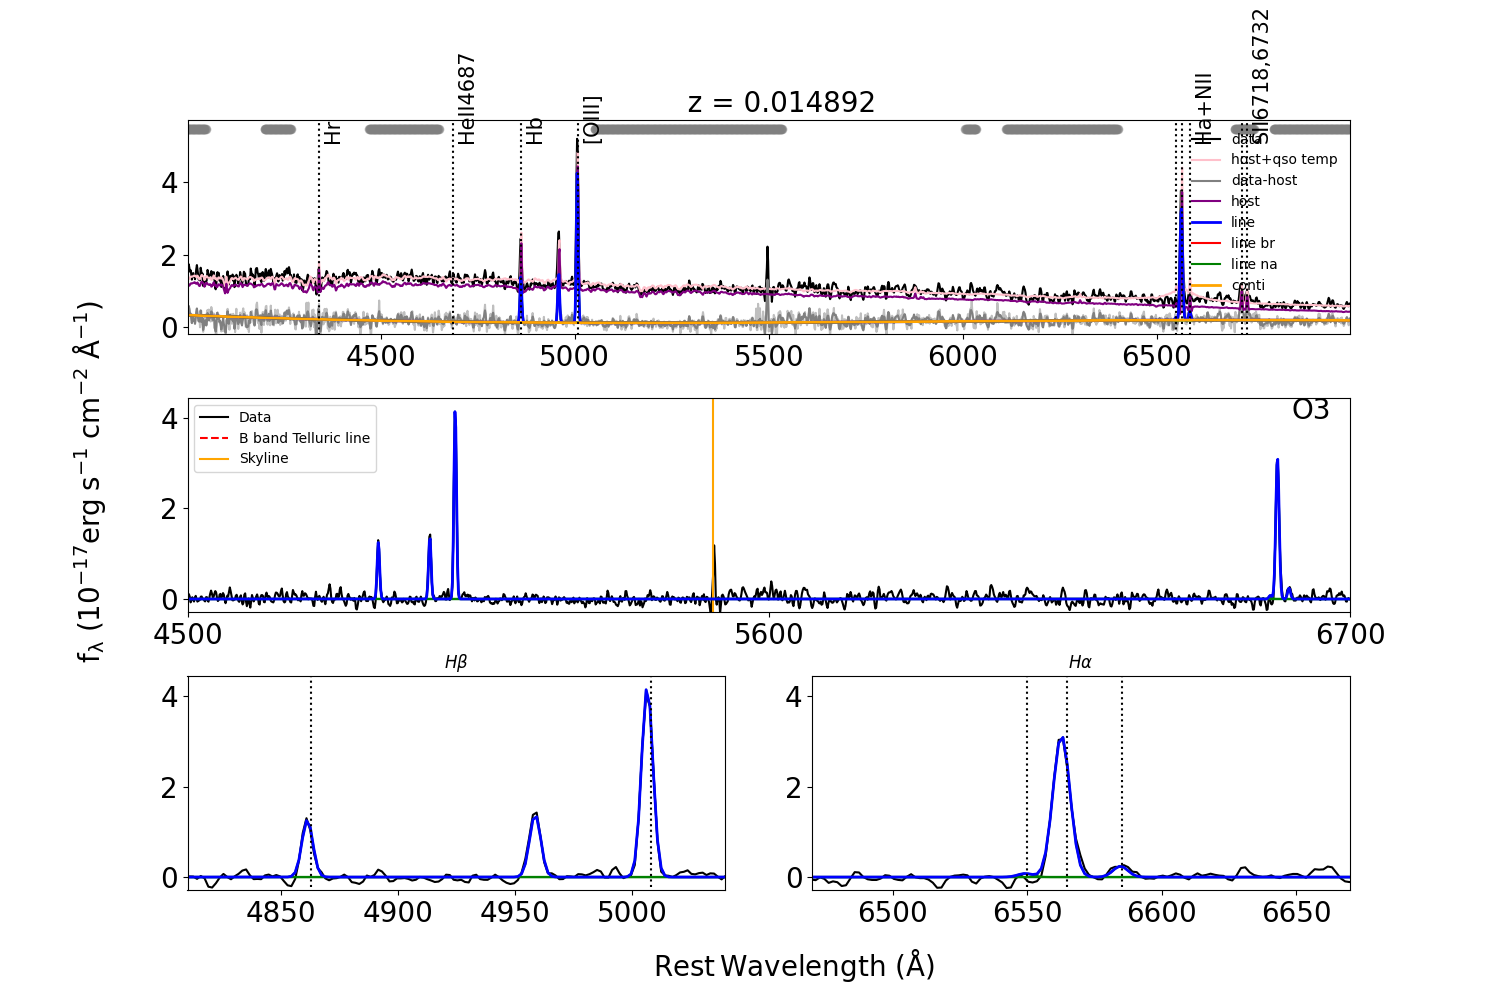 z = 0.014892
Hr
HeII4687
Hb
[OIII]
Ha+NII
SII6718,6732
data
host+qso temp
data-host
host
line
line br
line na
conti
4
2
0
4500
5000
5500
6000
6500
O3
Data
B band Telluric line
Skyline
4
2
0
4500
5600
6700
fλ (10⁻¹⁷erg s⁻¹ cm⁻² Å⁻¹)
Hβ
4
2
0
4850
4900
4950
5000
Hα
4
2
0
6500
6550
6600
6650
Rest Wavelength (Å)